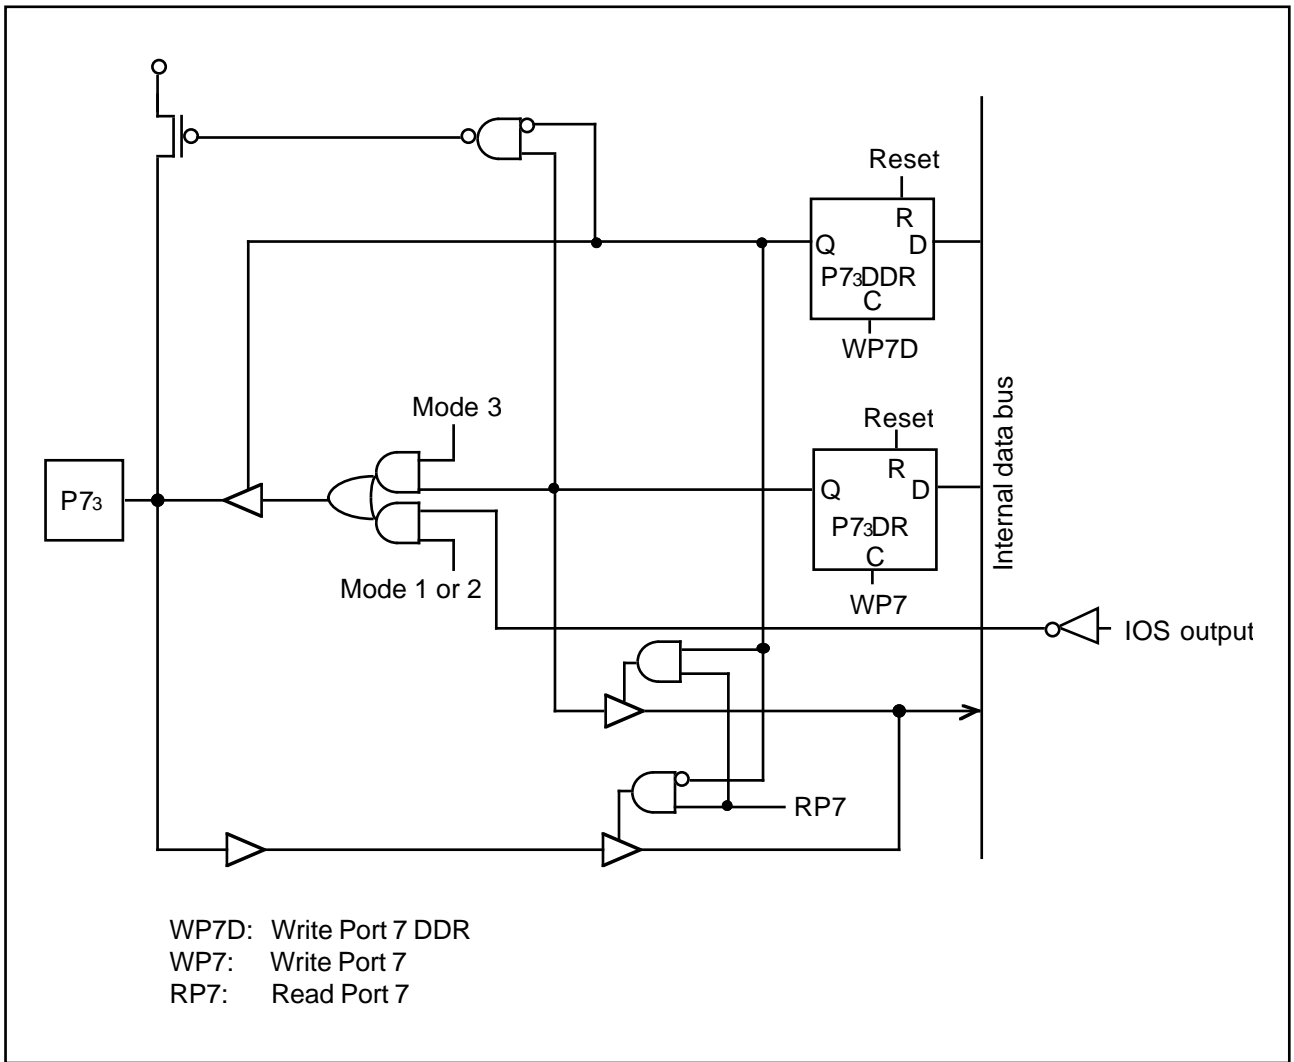 Reset
R
Q
D
P73DDR
C
WP7D
Mode 3
Reset
R
Q
D
P73DR
C
WP7
Internal data bus
P73
Mode 1 or 2
IOS output
RP7
WP7D: Write Port 7 DDR
WP7: Write Port 7
RP7: Read Port 7